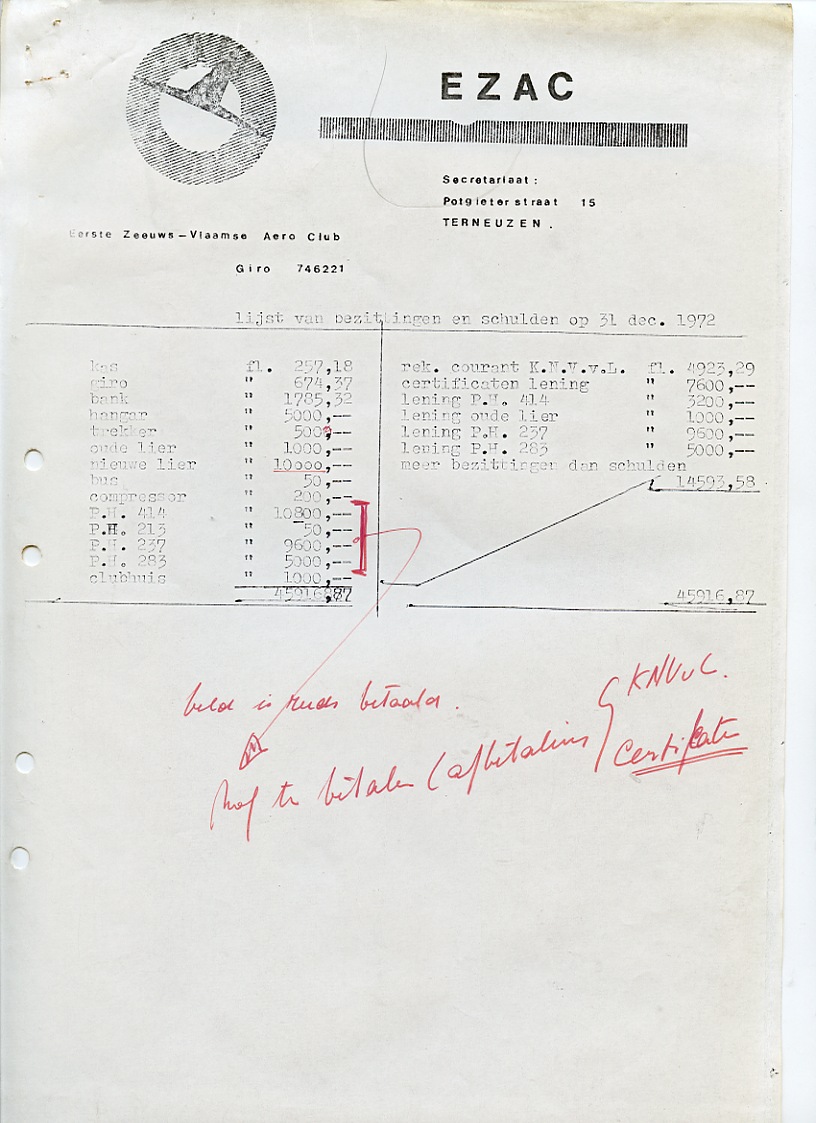 EZAC
Secretariaat :
Potgieterstraat 15
TERNEUZEN .
Eerste Zeeuws-Vlaamse Aero Club
Giro 746221
lijst van bezittingen en schulden op 31 dec. 1972
kas fl. 257,18
giro " 674,37
bank " 1785,32
hangar " 5000,--
trekker " 500,--
oude lier " 1000,--
nieuwe lier " 10000,--
bus " 50,--
compressor " 200,--
P.H. 414 " 10800,--
P.H. 213 " 50,--
P.H. 237 " 9600,--
P.H. 283 " 5000,--
clubhuis " 1000,--
45916,87
rek. courant K.N.V.v.L. fl. 4923,29
certificaten lening " 7600,--
lening P.H. 414 " 3200,--
lening oude lier " 1000,--
lening P.H. 237 " 9600,--
lening P.H. 283 " 5000,--
meer bezittingen dan schulden
14593,58
45916,87
is reeds betaald .
nog te betalen (afbetaling)
KNVvL.
Certificaten